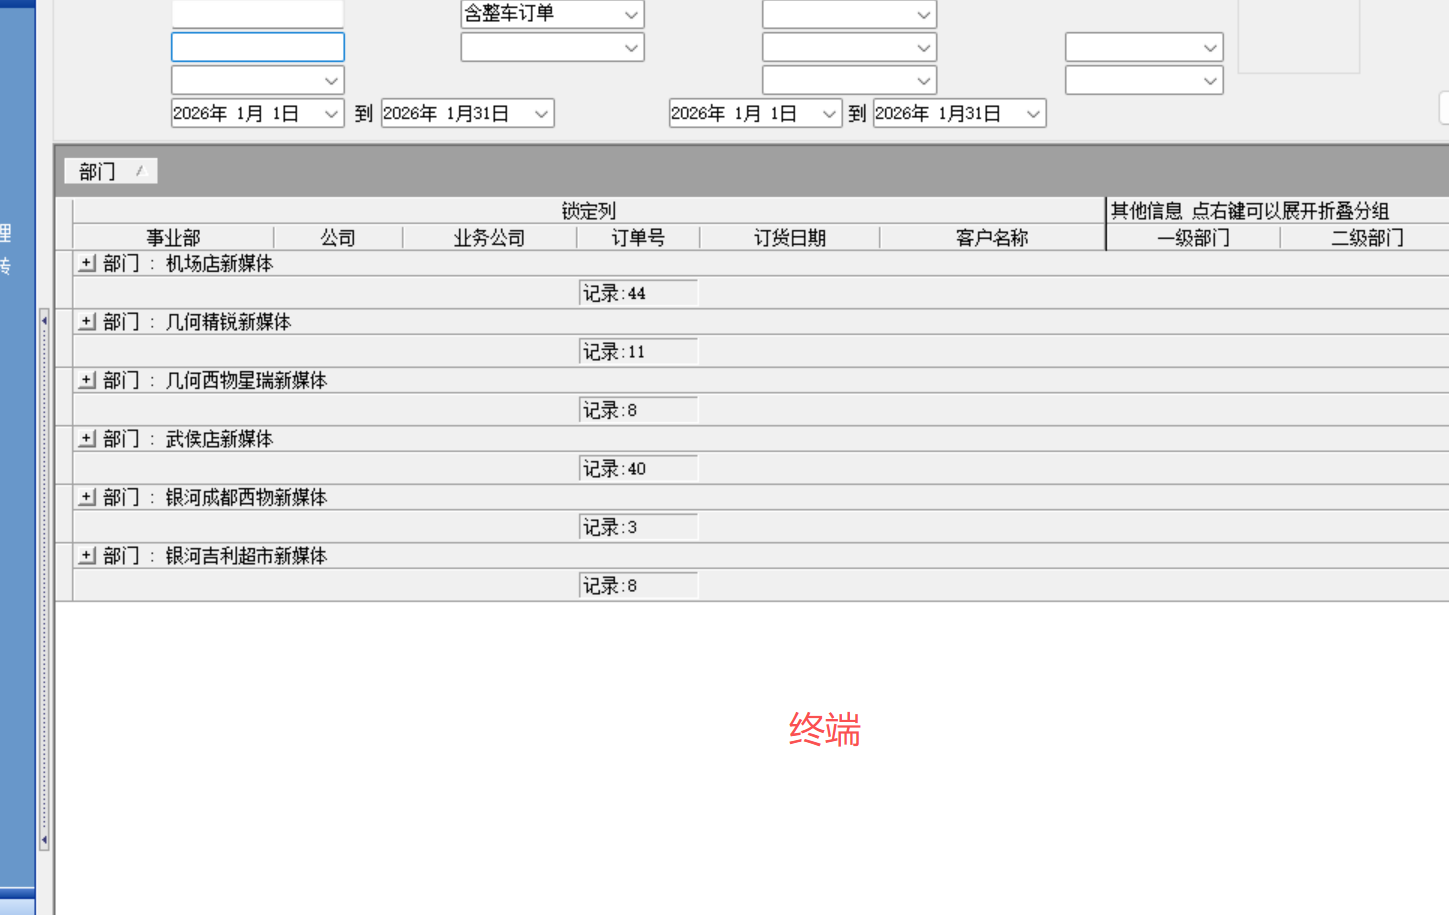 含整车订单
2026年 1月 1日 到 2026年 1月31日 2026年 1月 1日 到 2026年 1月31日
部门
锁定列 其他信息 点右键可以展开折叠分组
事业部 公司 业务公司 订单号 订货日期 客户名称 一级部门 二级部门
理
传
部门 : 机场店新媒体
记录:44
部门 : 几何精锐新媒体
记录:11
部门 : 几何西物星瑞新媒体
记录:8
部门 : 武侯店新媒体
记录:40
部门 : 银河成都西物新媒体
记录:3
部门 : 银河吉利超市新媒体
记录:8
终端